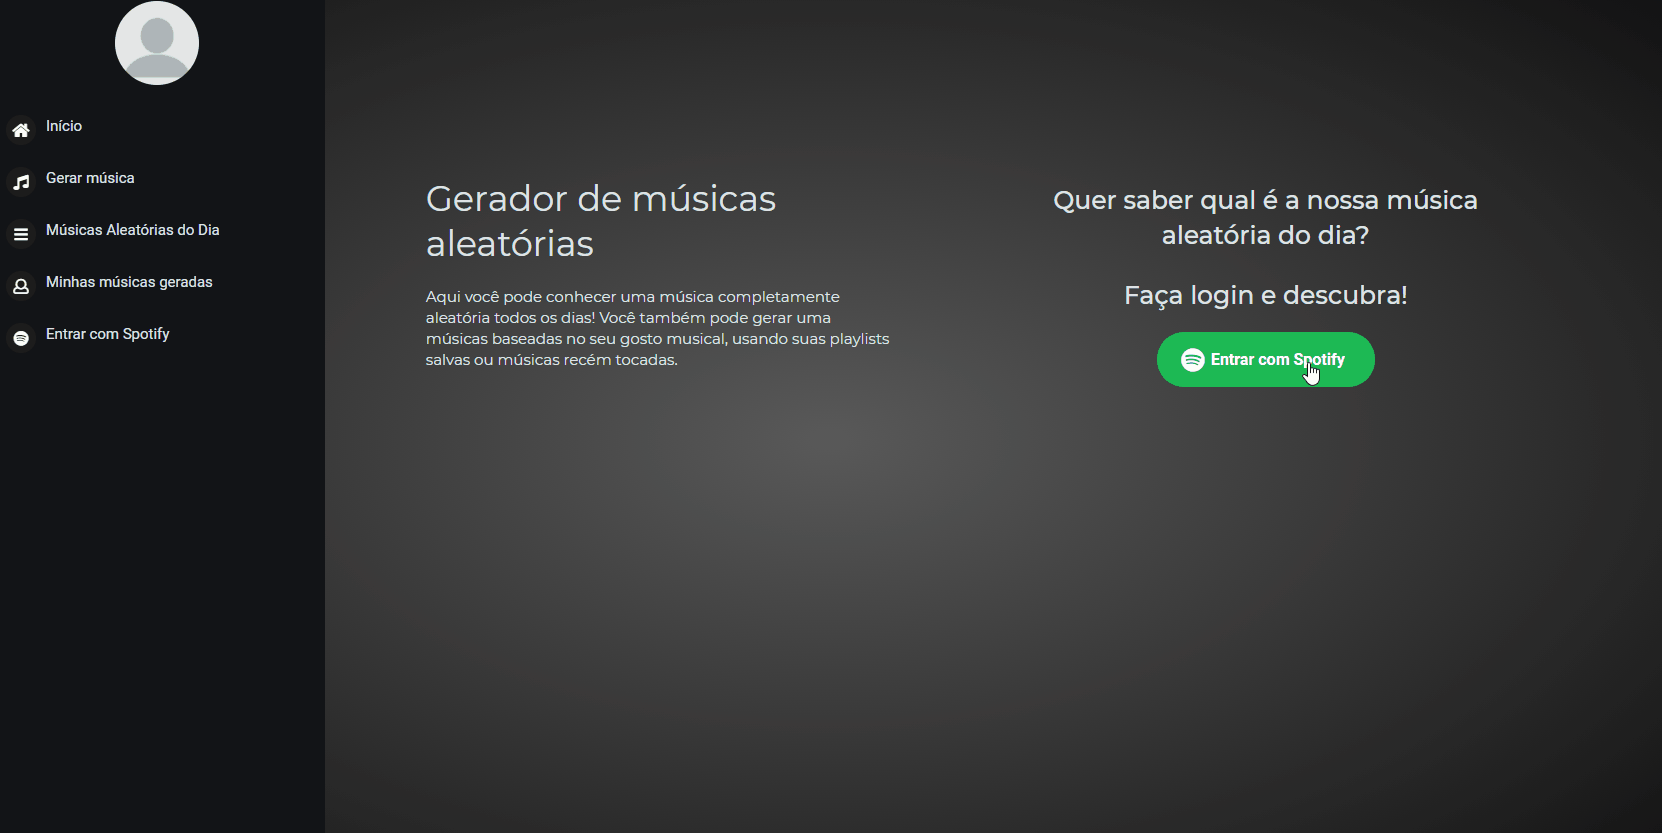 Início
Gerar música
Músicas Aleatórias do Dia
Minhas músicas geradas
Entrar com Spotify
Gerador de músicas
aleatórias
Aqui você pode conhecer uma música completamente
aleatória todos os dias! Você também pode gerar uma
músicas baseadas no seu gosto musical, usando suas playlists
salvas ou músicas recém tocadas.
Quer saber qual é a nossa música
aleatória do dia?
Faça login e descubra!
Entrar com Spotify